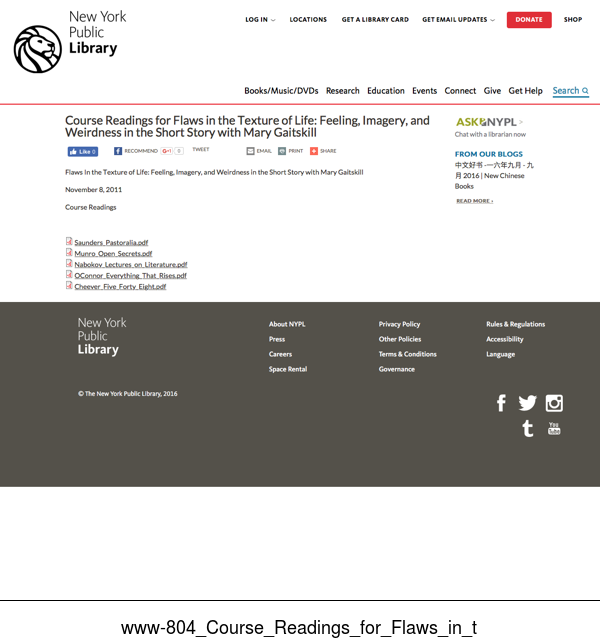 New York
Public
Library
LOG IN
LOCATIONS
GET A LIBRARY CARD
GET EMAIL UPDATES
DONATE
SHOP
Books/Music/DVDs Research Education Events Connect Give Get Help Search
Course Readings for Flaws in the Texture of Life: Feeling, Imagery, and
Weirdness in the Short Story with Mary Gaitskill
Like 0
RECOMMEND
G+1 0
TWEET
EMAIL
PRINT
SHARE
Flaws In the Texture of Life: Feeling, Imagery, and Weirdness in the Short Story with Mary Gaitskill
November 8, 2011
Course Readings
Saunders_Pastoralia.pdf
Munro_Open_Secrets.pdf
Nabokov_Lectures_on_Literature.pdf
OConnor_Everything_That_Rises.pdf
Cheever_Five_Forty_Eight.pdf
ASK NYPL >
Chat with a librarian now
FROM OUR BLOGS
中文好书 -一六年九月 - 九
月 2016 | New Chinese
Books
READ MORE ›
New York
Public
Library
About NYPL
Press
Careers
Space Rental
Privacy Policy
Other Policies
Terms & Conditions
Governance
Rules & Regulations
Accessibility
Language
© The New York Public Library, 2016
You
Tube
www-804_Course_Readings_for_Flaws_in_t